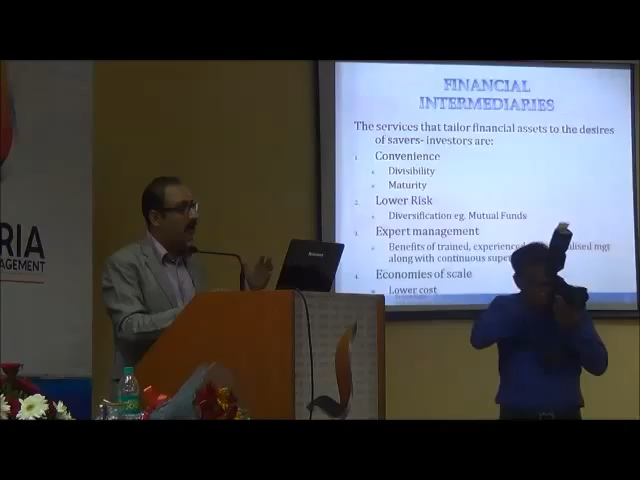 FINANCIAL
INTERMEDIARIES
The services that tailor financial assets to the desires
of savers- investors are:
1. Convenience
Divisibility
Maturity
2. Lower Risk
Diversification eg. Mutual Funds
3. Expert management
Benefits of trained, experienced mgt
along with continuous
4. Economies of scale
Lower cost
RIA
AGEMENT
lenovo